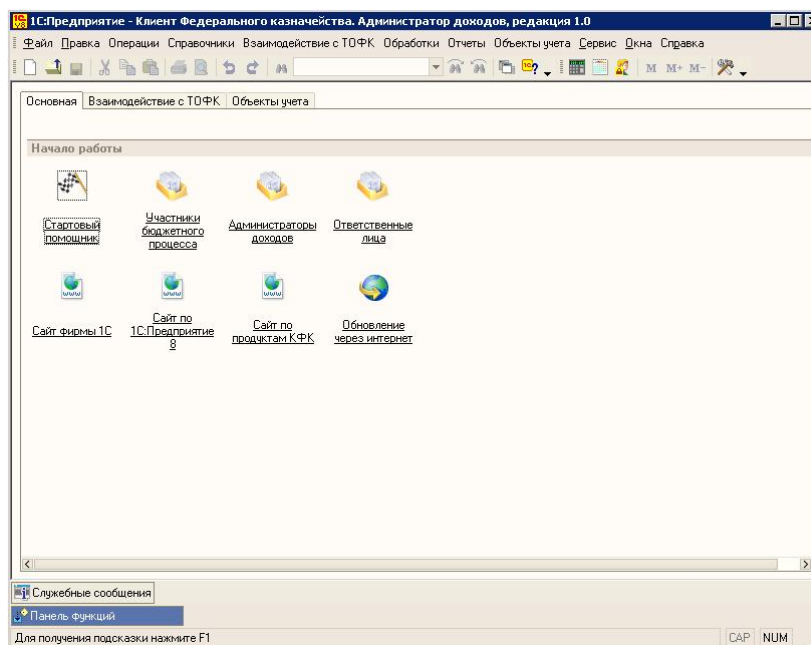 1С:Предприятие - Клиент Федерального казначейства. Администратор доходов, редакция 1.0
Файл Правка Операции Справочники Взаимодействие с ТОФК Обработки Отчеты Объекты учета Сервис Окна Справка
M M+ M-
Основная Взаимодействие с ТОФК Объекты учета
Начало работы
Стартовый помощник
Участники бюджетного процесса
Администраторы доходов
Ответственные лица
Сайт фирмы 1С
Сайт по 1С:Предприятие 8
Сайт по продуктам КФК
Обновление через интернет
Служебные сообщения
Панель функций
Для получения подсказки нажмите F1
CAP NUM